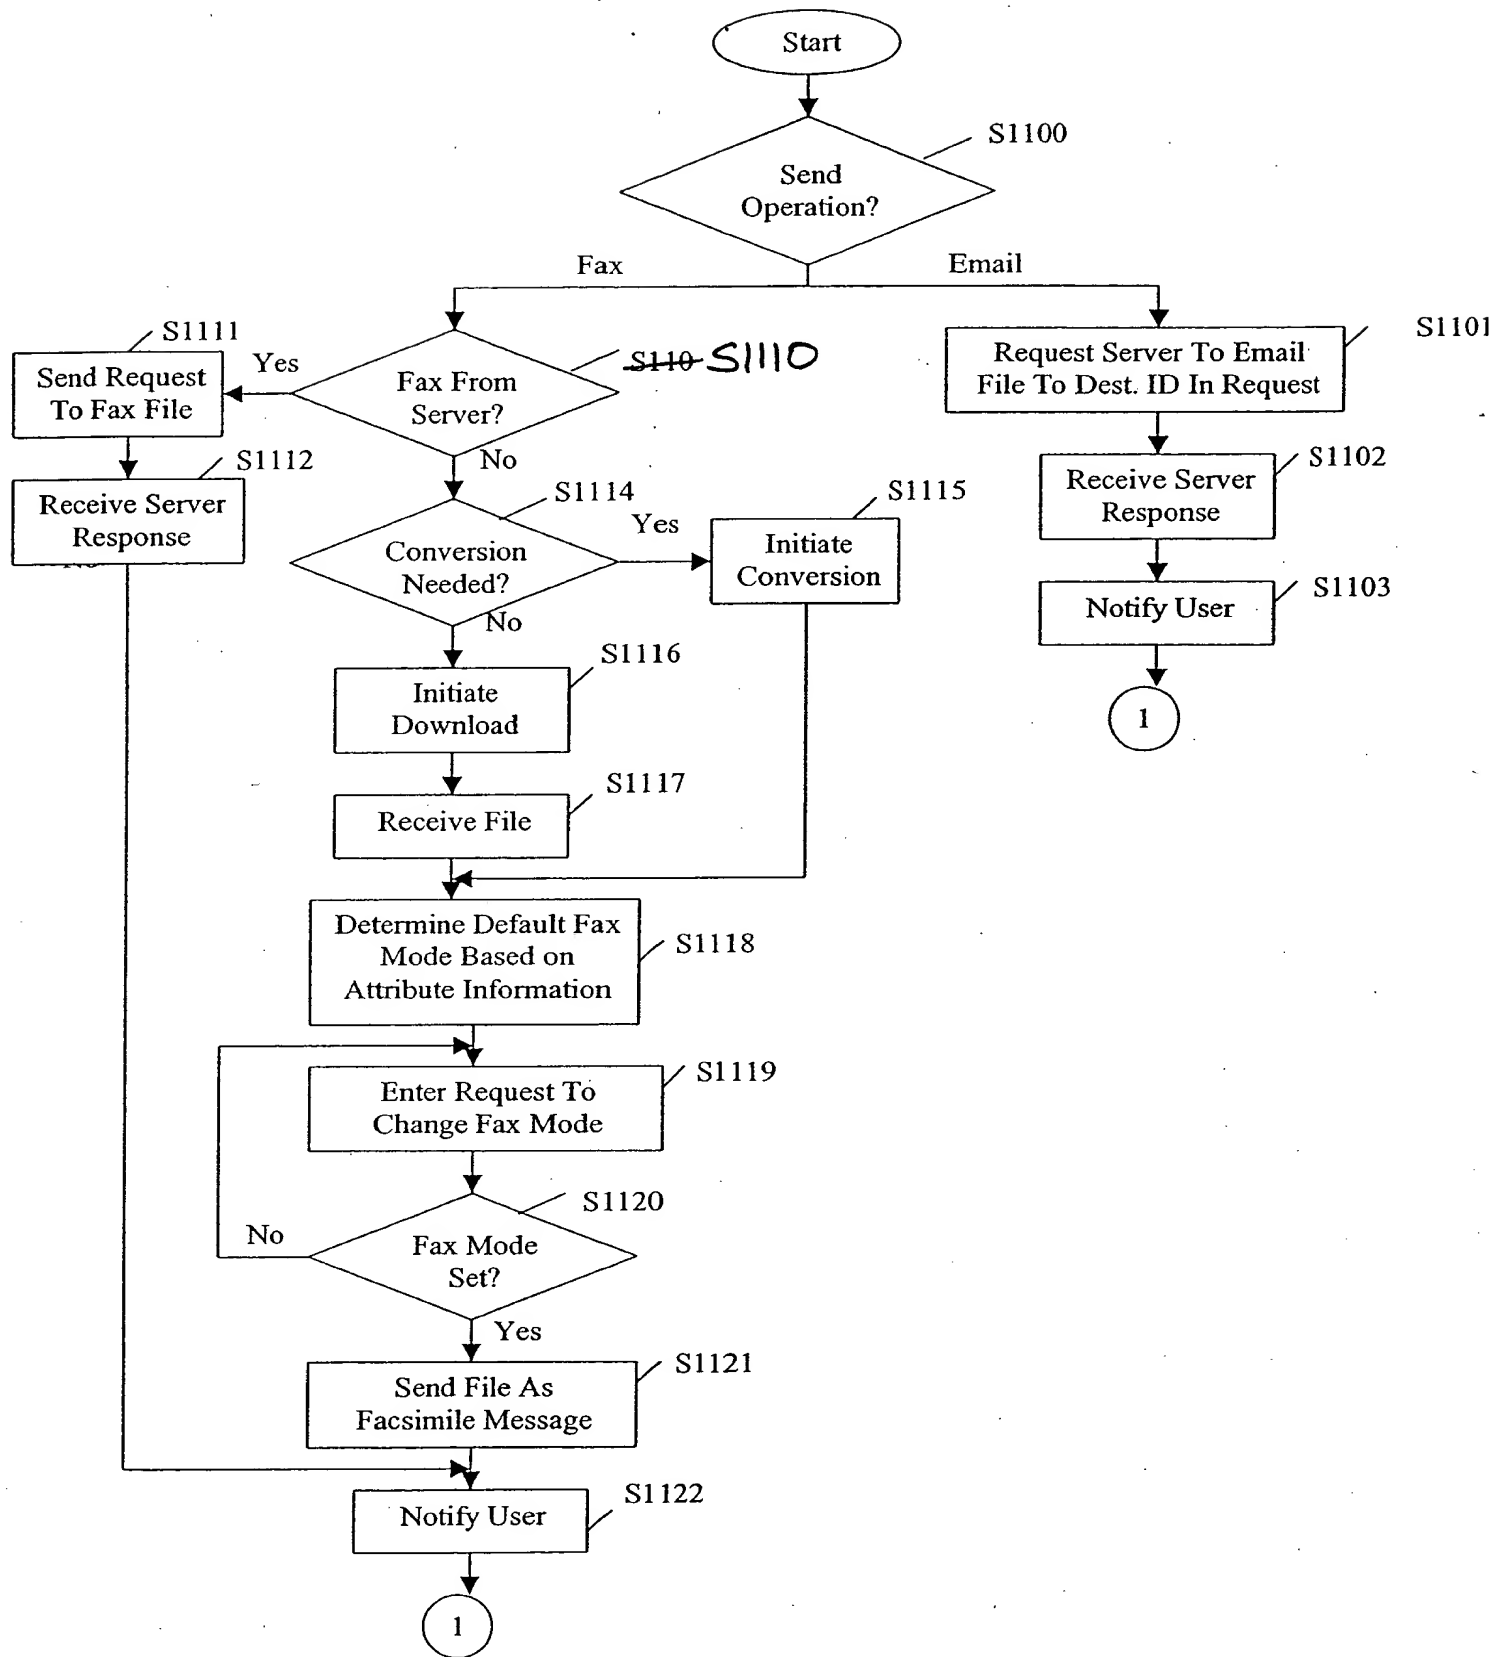 Start
S1100
Send
Operation?
Fax
Email
S1111
Send Request
To Fax File
Yes
Fax From
Server?
S110 S1110
S1101
Request Server To Email
File To Dest. ID In Request
S1112
Receive Server
Response
No
S1114
Conversion
Needed?
Yes
S1115
Initiate
Conversion
S1102
Receive Server
Response
S1103
Notify User
1
No
S1116
Initiate
Download
S1117
Receive File
Determine Default Fax
Mode Based on
Attribute Information
S1118
S1119
Enter Request To
Change Fax Mode
S1120
No
Fax Mode
Set?
Yes
S1121
Send File As
Facsimile Message
S1122
Notify User
1